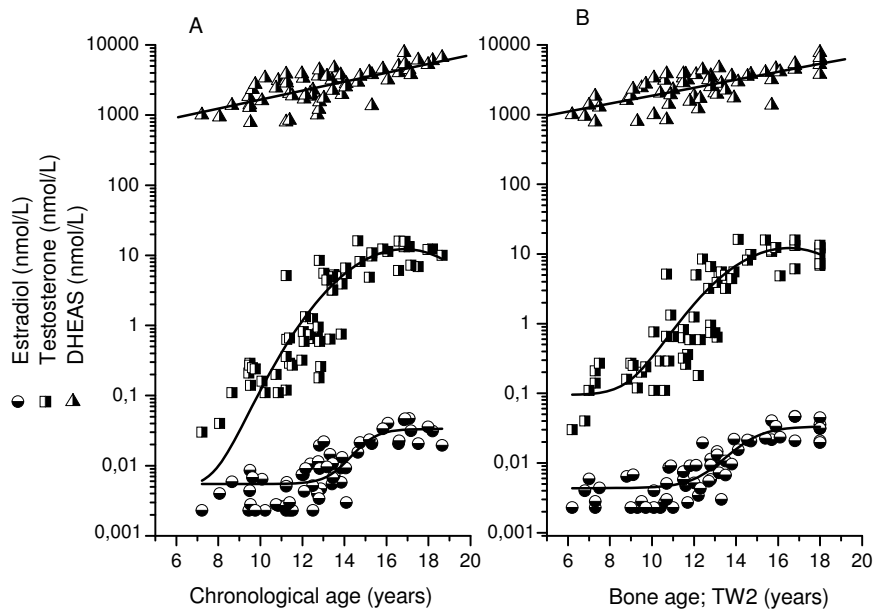 A
B
10000
1000
100
10
1
0,1
0,01
0,001
10000
1000
100
10
1
0,1
0,01
0,001
Estradiol (nmol/L)
Testosterone (nmol/L)
DHEAS (nmol/L)
6 8 10 12 14 16 18 20
6 8 10 12 14 16 18 20
Chronological age (years)
Bone age; TW2 (years)